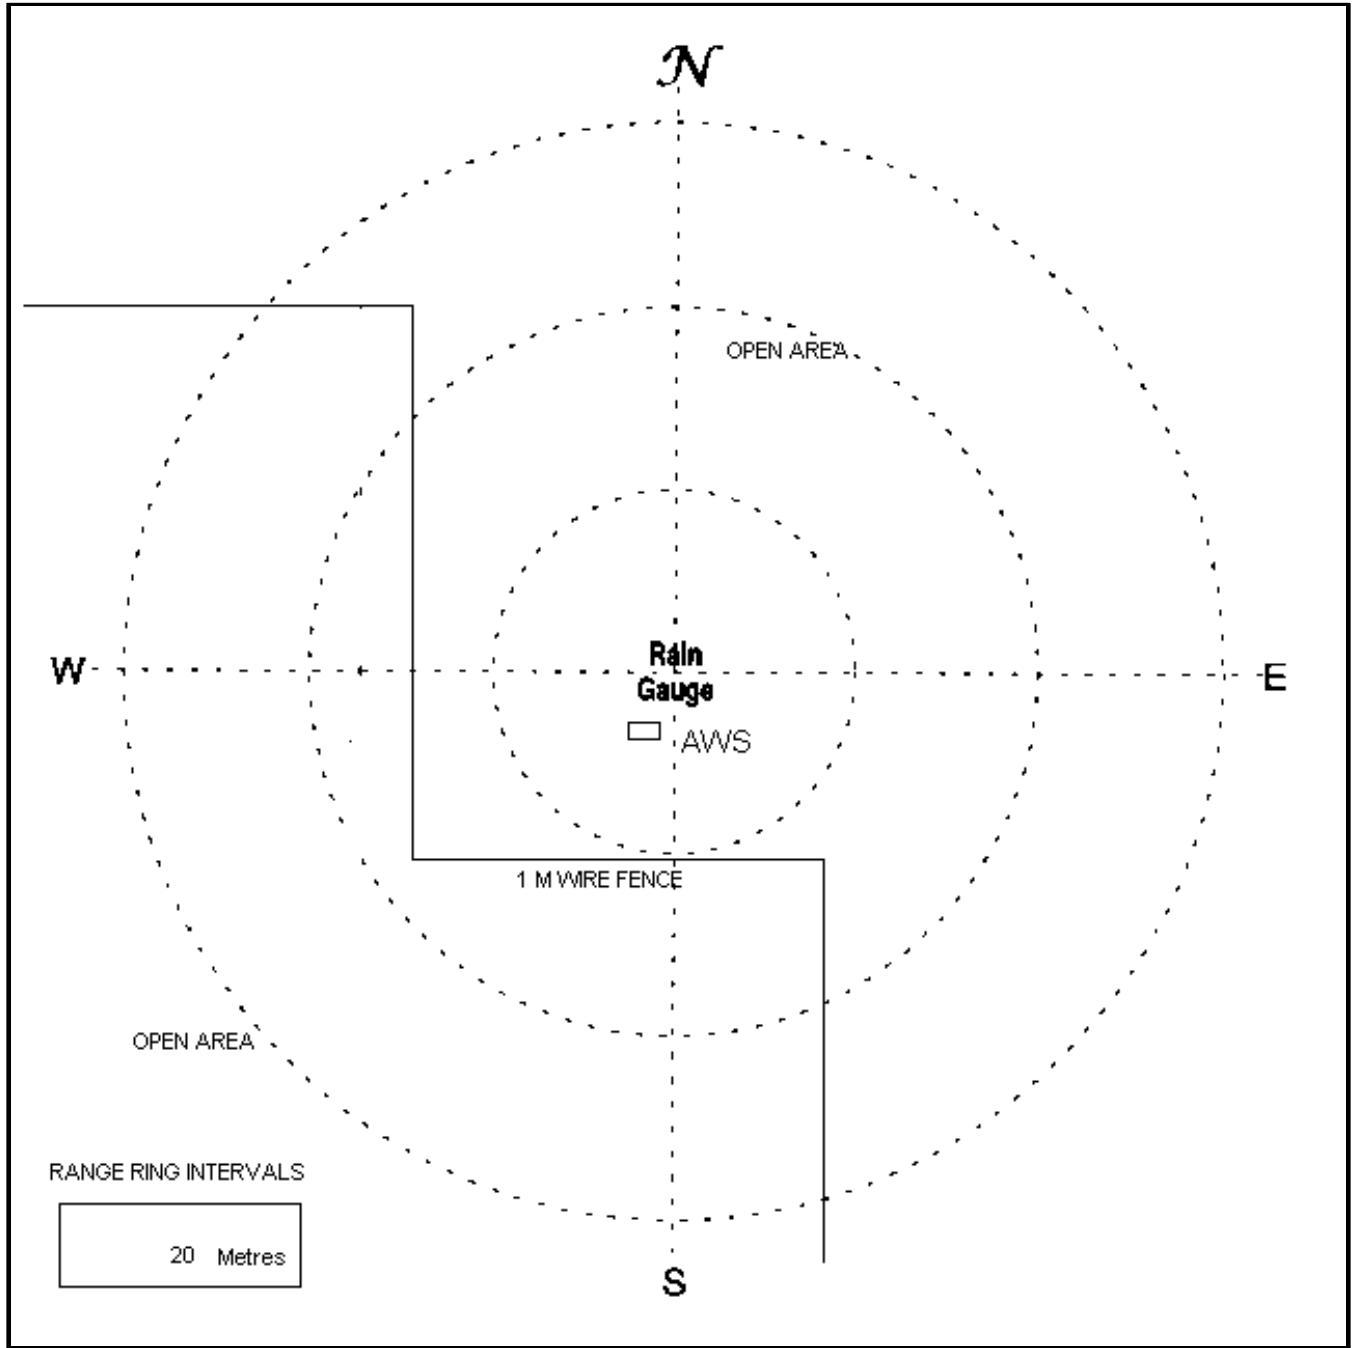 N
OPEN AREA
W
Rain
Gauge
E
AWS
1 M WIRE FENCE
OPEN AREA
RANGE RING INTERVALS
20 Metres
S